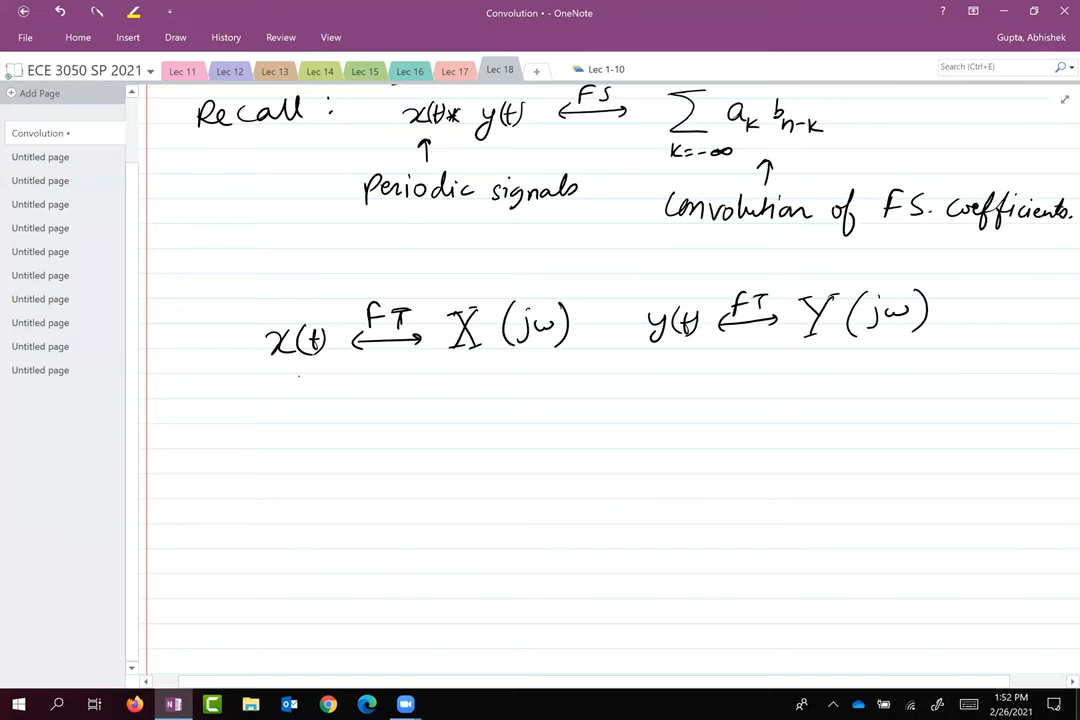 Convolution • - OneNote
File Home Insert Draw History Review View
Gupta, Abhishek
ECE 3050 SP 2021 Lec 11 Lec 12 Lec 13 Lec 14 Lec 15 Lec 16 Lec 17 Lec 18 Lec 1-10 Search (Ctrl+E)
Add Page
Convolution •
Untitled page
Untitled page
Untitled page
Untitled page
Untitled page
Untitled page
Untitled page
Untitled page
Untitled page
Untitled page
Recall : x(t)* y(t) <-FS-> ∑_{k=-∞} a_k b_{n-k}
↑ ↑
Periodic signals Convolution of F.S. coefficients.
x(t) <-FT-> X(jω) y(t) <-FT-> Y(jω)
1:52 PM
2/26/2021